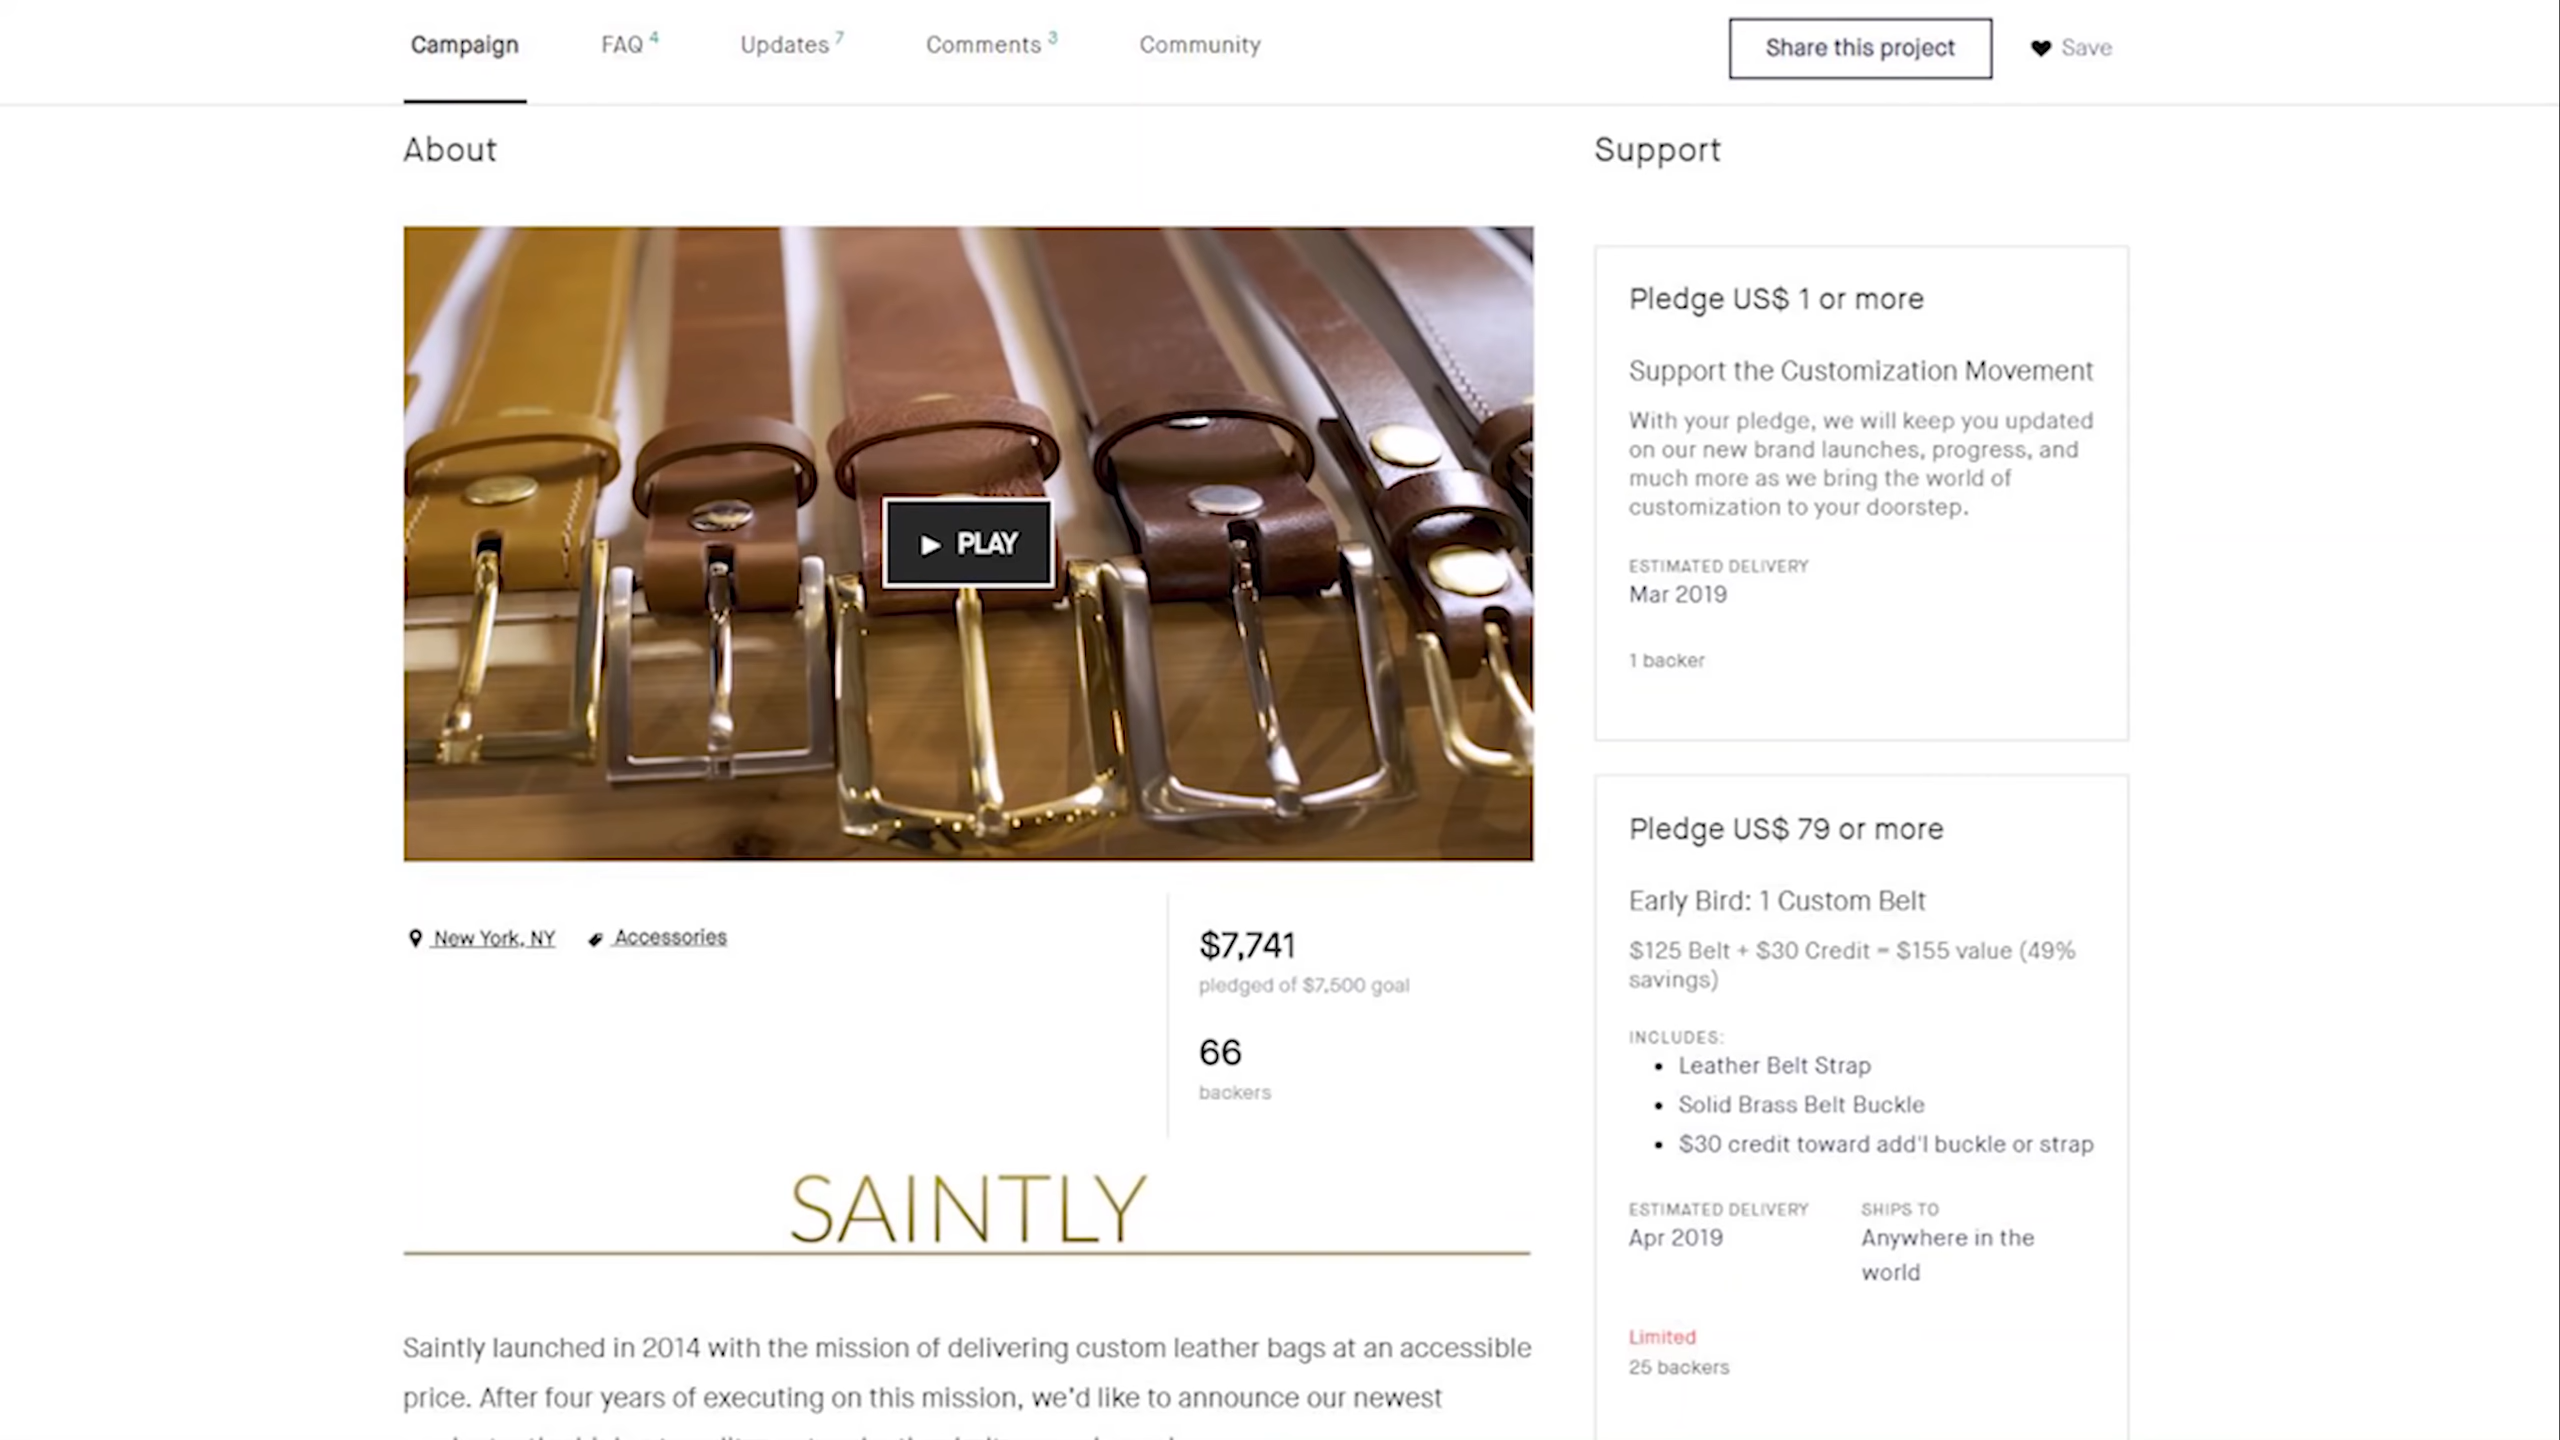 Campaign
FAQ 4
Updates 7
Comments 3
Community
Share this project
Save
About
PLAY
New York, NY
Accessories
$7,741
pledged of $7,500 goal
66
backers
SAINTLY
Saintly launched in 2014 with the mission of delivering custom leather bags at an accessible
price. After four years of executing on this mission, we'd like to announce our newest
Support
Pledge US$ 1 or more
Support the Customization Movement
With your pledge, we will keep you updated
on our new brand launches, progress, and
much more as we bring the world of
customization to your doorstep.
ESTIMATED DELIVERY
Mar 2019
1 backer
Pledge US$ 79 or more
Early Bird: 1 Custom Belt
$125 Belt + $30 Credit = $155 value (49%
savings)
INCLUDES:
• Leather Belt Strap
• Solid Brass Belt Buckle
• $30 credit toward add'l buckle or strap
ESTIMATED DELIVERY
Apr 2019
SHIPS TO
Anywhere in the
world
Limited
25 backers